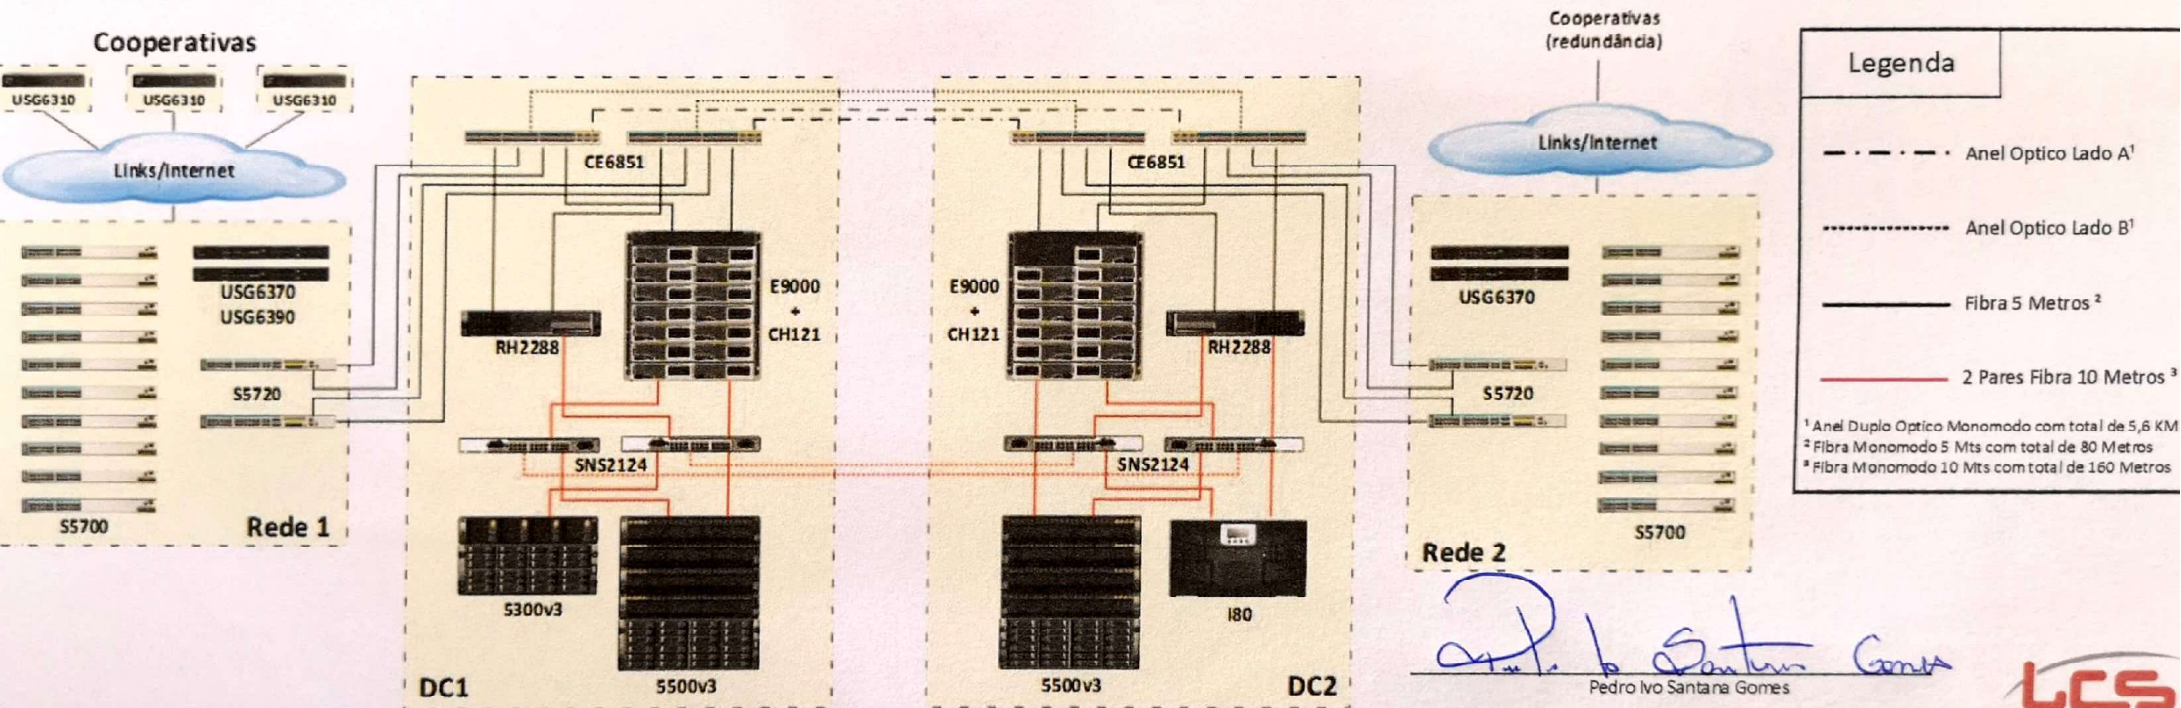 Cooperativas
USG6310
USG6310
USG6310
Links/Internet
USG6370
USG6390
S5720
S5700
Rede 1
CE6851
E9000
+
CH121
RH2288
SNS2124
5300v3
5500v3
DC1
CE6851
E9000
+
CH121
RH2288
SNS2124
5500v3
I80
DC2
Cooperativas
(redundância)
Links/Internet
USG6370
S5720
S5700
Rede 2
Legenda
Anel Optico Lado A¹
Anel Optico Lado B¹
Fibra 5 Metros ²
2 Pares Fibra 10 Metros ³
¹ Anel Duplo Optico Monomodo com total de 5,6 KM
² Fibra Monomodo 5 Mts com total de 80 Metros
³ Fibra Monomodo 10 Mts com total de 160 Metros
Pedro Ivo Santana Gomes
LCS